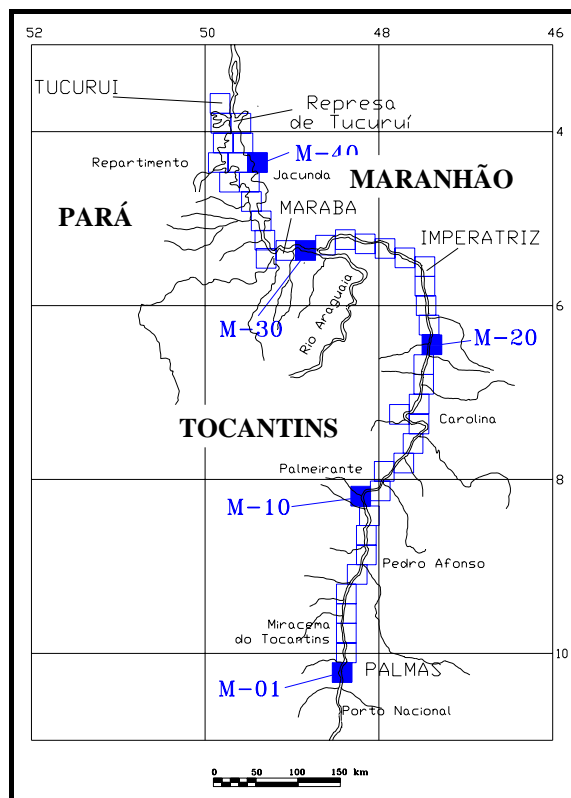 52
50
48
46
TUCURUI
Represa
de Tucuruí
4
Repartimento
M-40
Jacunda
MARANHÃO
PARÁ
MARABA
IMPERATRIZ
6
M-30
Rio Araguaia
M-20
TOCANTINS
Carolina
Palmeirante
8
M-10
Pedro Afonso
Miracema
do Tocantins
10
PALMAS
M-01
Porto Nacional
0 50 100 150 km